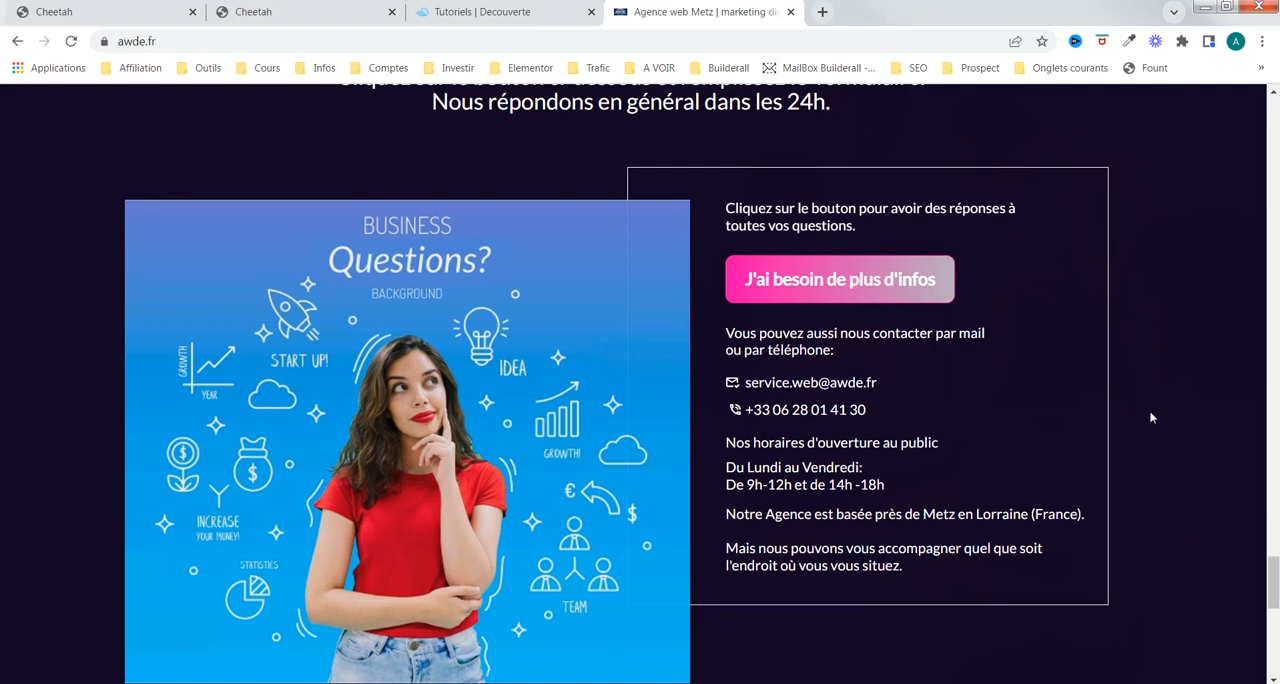 Cheetah
Cheetah
Tutoriels | Decouverte
Agence web Metz | marketing di
awde.fr
A
Applications
Affiliation
Outils
Cours
Infos
Comptes
Investir
Elementor
Trafic
A VOIR
Builderall
MailBox Builderall -...
SEO
Prospect
Onglets courants
Fount
»
Nous répondons en général dans les 24h.
BUSINESS
Questions?
BACKGROUND
START UP!
GROWTH
YEAR
IDEA
GROWTH!
INCREASE
YOUR MONEY!
STATISTICS
TEAM
Cliquez sur le bouton pour avoir des réponses à
toutes vos questions.
J'ai besoin de plus d'infos
Vous pouvez aussi nous contacter par mail
ou par téléphone:
service.web@awde.fr
+33 06 28 01 41 30
Nos horaires d'ouverture au public
Du Lundi au Vendredi:
De 9h-12h et de 14h -18h
Notre Agence est basée près de Metz en Lorraine (France).
Mais nous pouvons vous accompagner quel que soit
l'endroit où vous vous situez.